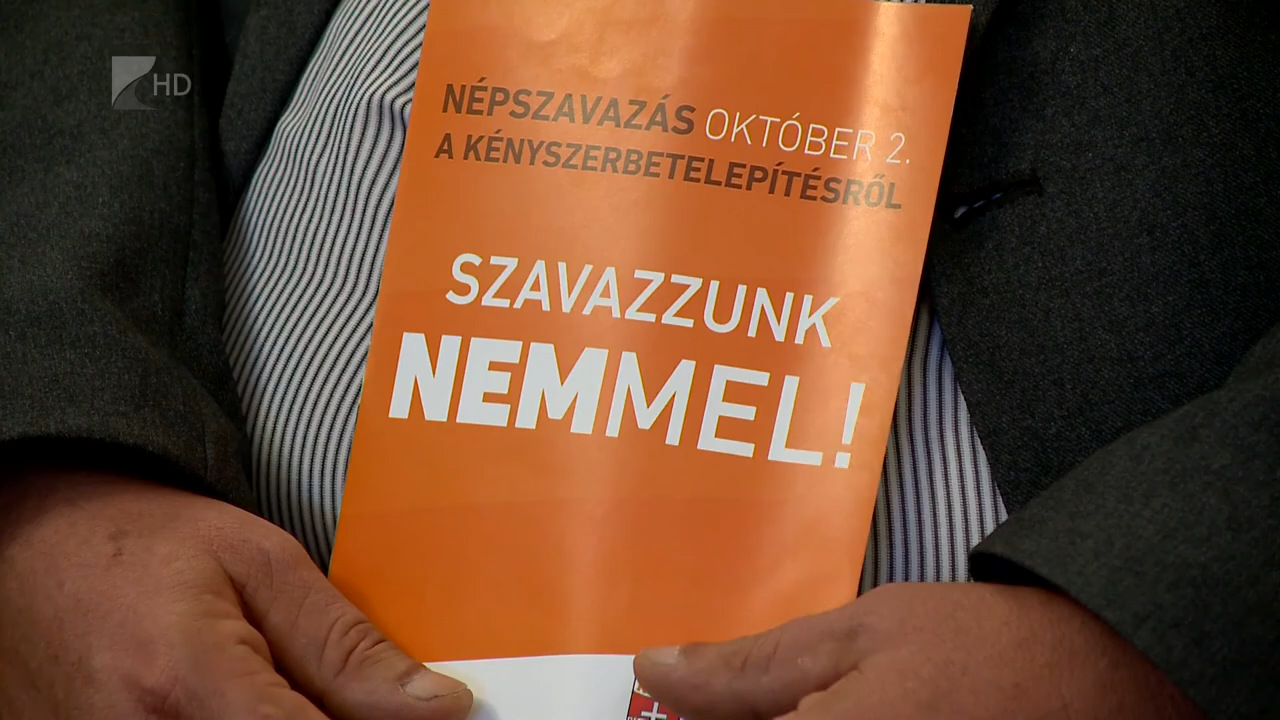 HD
NÉPSZAVAZÁS OKTÓBER 2.
A KÉNYSZERBETELEPÍTÉSRŐL
SZAVAZZUNK
NEMMEL!